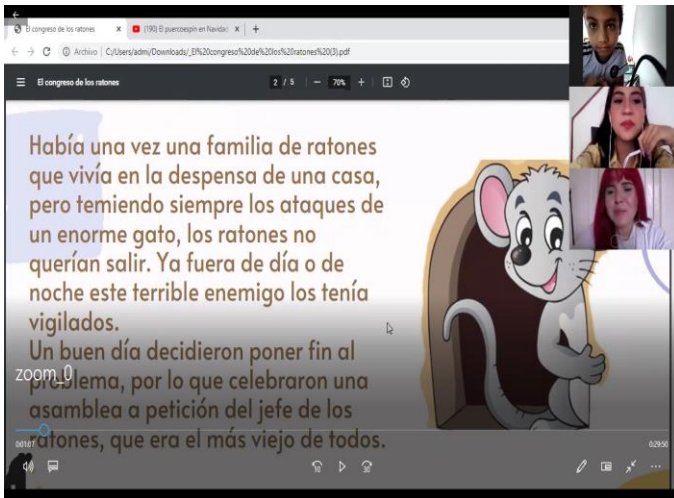 El congreso de los ratones
(190) El puercoespín en Navidad
Archivo | C:/Users/admi/Downloads/_El%20congreso%20de%20los%20ratones%20(3).pdf
El congreso de los ratones
2 / 5
70%
Había una vez una familia de ratones
que vivía en la despensa de una casa,
pero temiendo siempre los ataques de
un enorme gato, los ratones no
querían salir. Ya fuera de día o de
noche este terrible enemigo los tenía
vigilados.
Un buen día decidieron poner fin al
problema, por lo que celebraron una
asamblea a petición del jefe de los
ratones, que era el más viejo de todos.
zoom_0
0:01:07
0:29:50
10
30